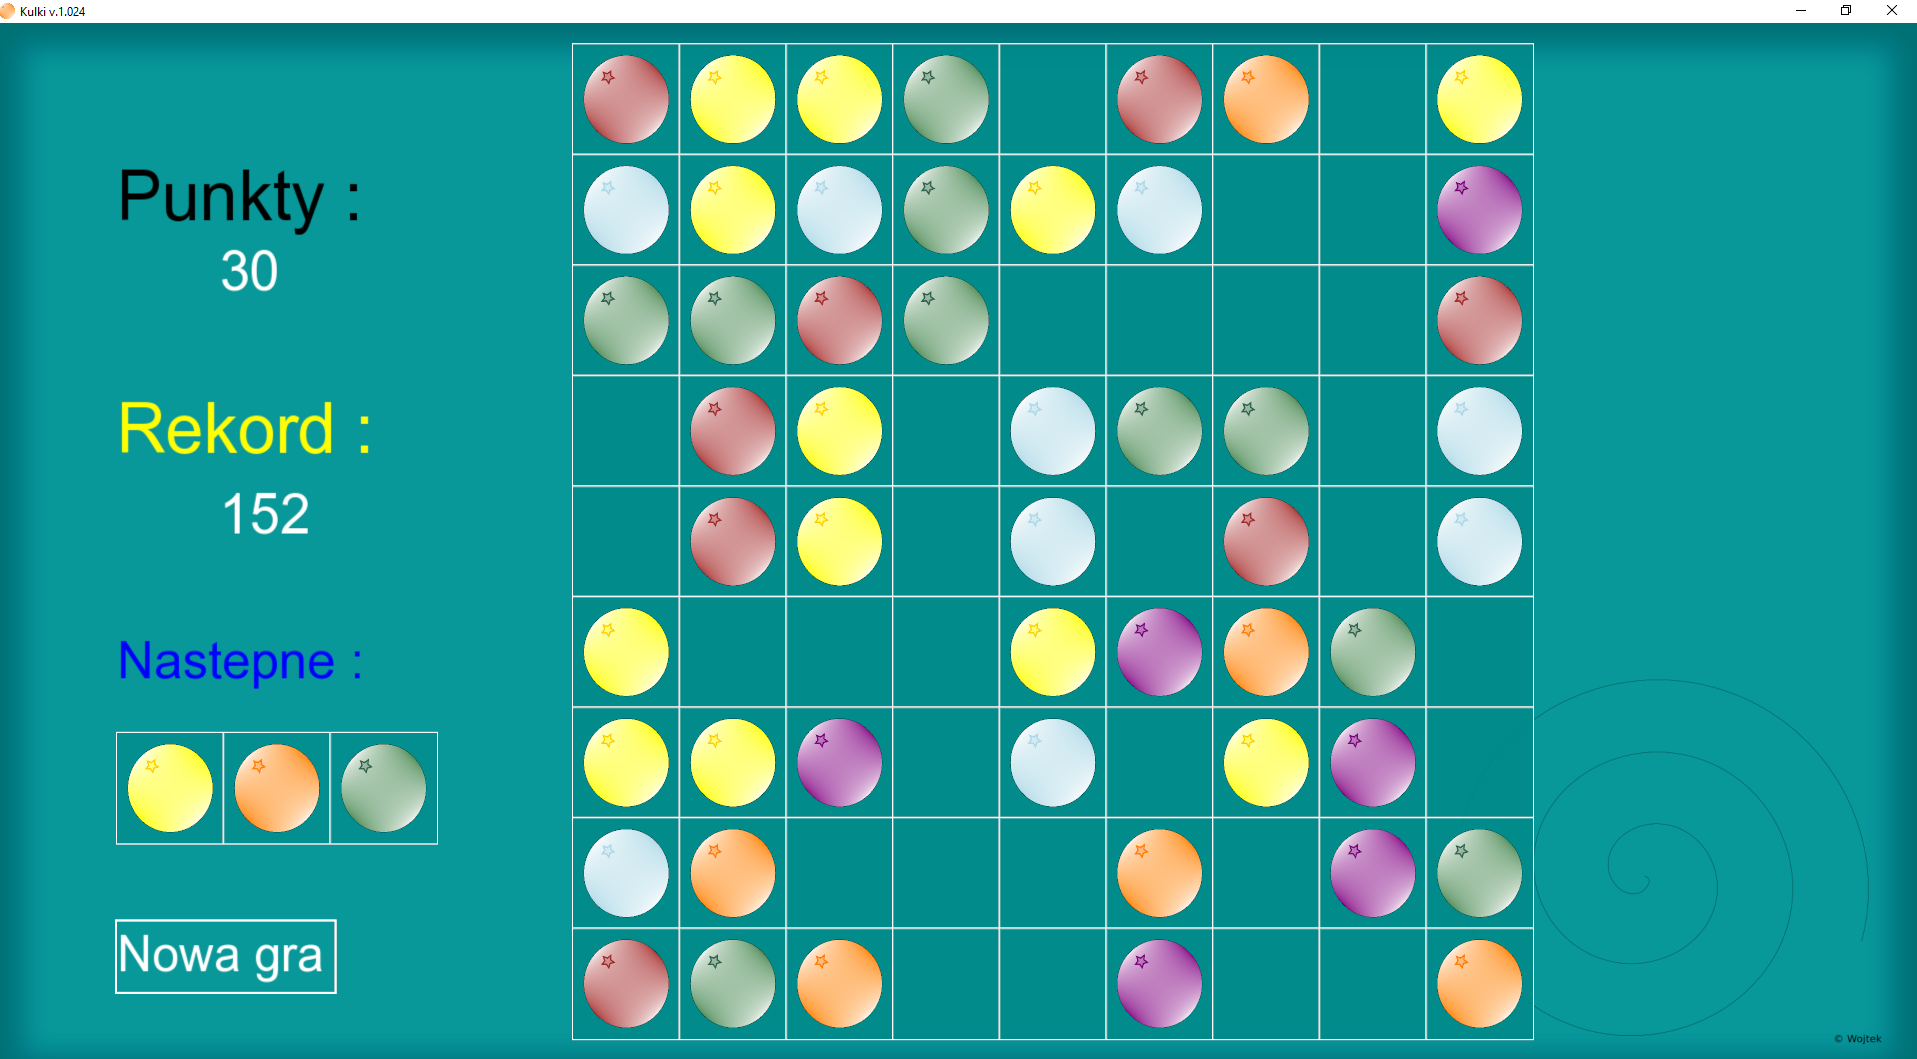 Kulki v.1.024
Punkty :
30
Rekord :
152
Nastepne :
Nowa gra
© Wojtek